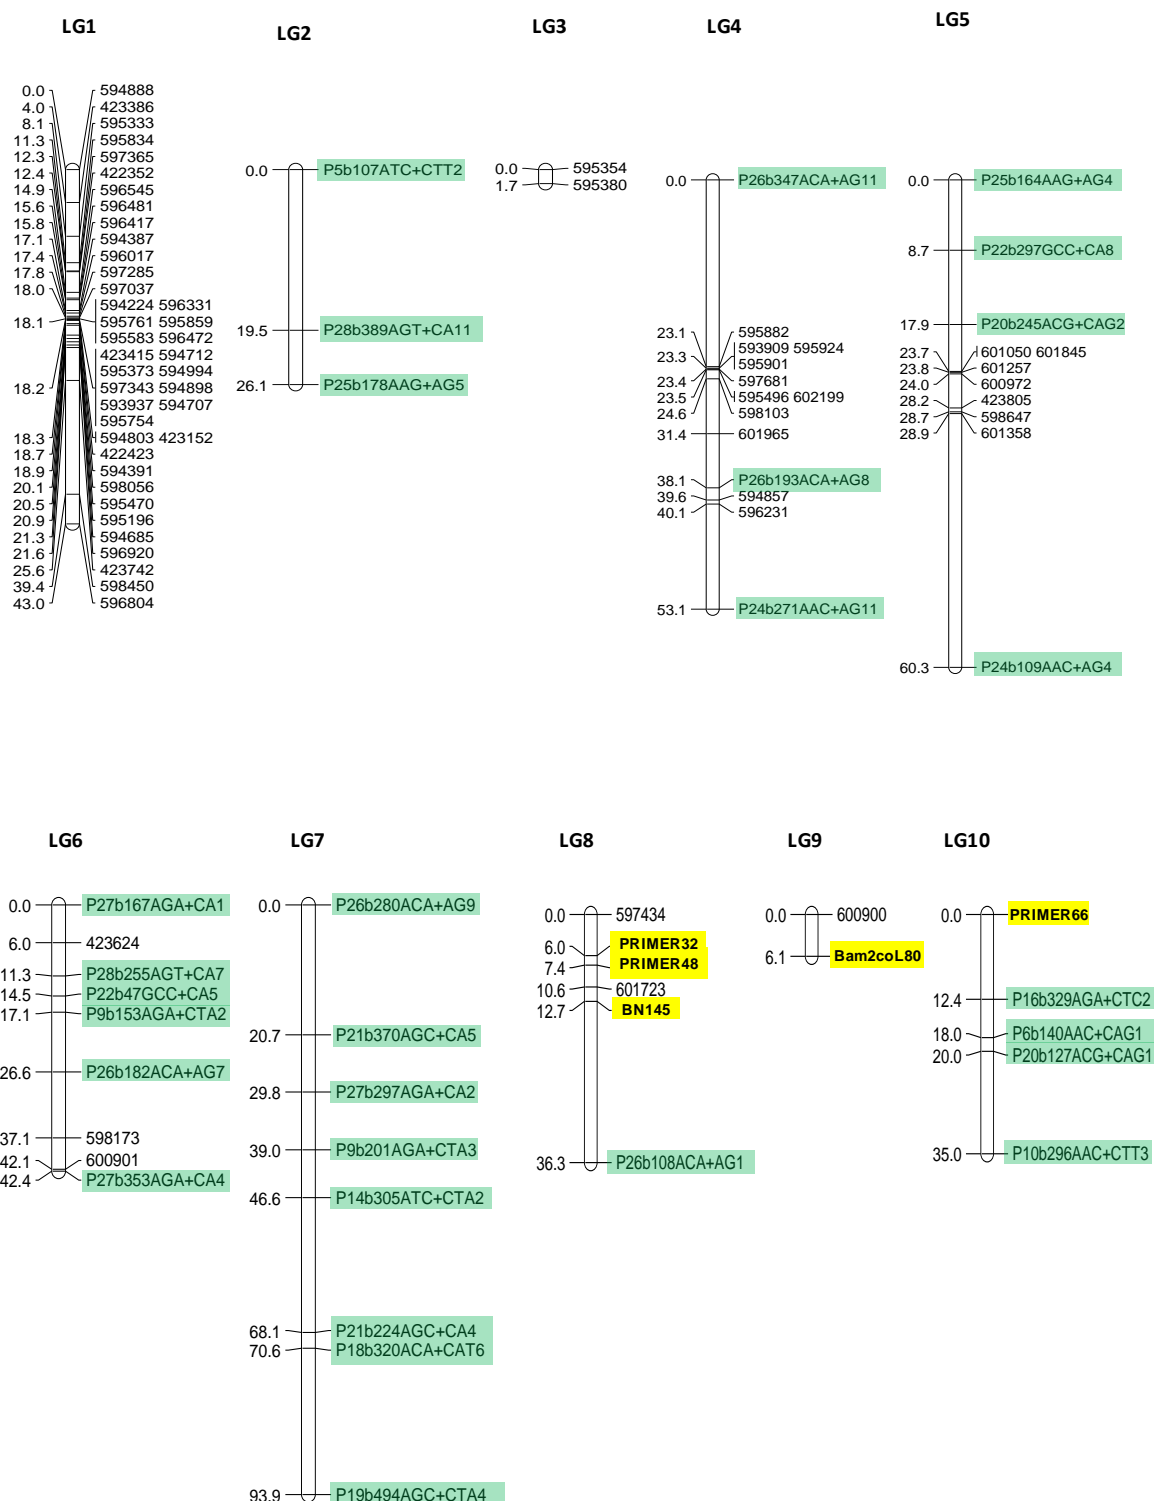 LG1
0.0 594888
4.0 423386
8.1 595333
11.3 595834
12.3 597365
12.4 422352
14.9 596545
15.6 596481
15.8 596417
17.1 594387
17.4 596017
17.8 597285
18.0 597037
594224 596331
18.1 595761 595859
595583 596472
423415 594712
595373 594994
18.2 597343 594898
593937 594707
595754
18.3 594803 423152
18.7 422423
18.9 594391
20.1 598056
20.5 595470
20.9 595196
21.3 594685
21.6 596920
25.6 423742
39.4 598450
43.0 596804
LG2
0.0 P5b107ATC+CTT2
19.5 P28b389AGT+CA11
26.1 P25b178AAG+AG5
LG3
0.0 595354
1.7 595380
LG4
0.0 P26b347ACA+AG11
23.1 595882
593909 595924
23.3 595901
23.4 597681
23.5 595496 602199
24.6 598103
31.4 601965
38.1 P26b193ACA+AG8
39.6 594857
40.1 596231
53.1 P24b271AAC+AG11
LG5
0.0 P25b164AAG+AG4
8.7 P22b297GCC+CA8
17.9 P20b245ACG+CAG2
23.7 601050 601845
23.8 601257
24.0 600972
28.2 423805
28.7 598647
28.9 601358
60.3 P24b109AAC+AG4
LG6
0.0 P27b167AGA+CA1
6.0 423624
11.3 P28b255AGT+CA7
14.5 P22b47GCC+CA5
17.1 P9b153AGA+CTA2
26.6 P26b182ACA+AG7
37.1 598173
42.1 600901
42.4 P27b353AGA+CA4
LG7
0.0 P26b280ACA+AG9
20.7 P21b370AGC+CA5
29.8 P27b297AGA+CA2
39.0 P9b201AGA+CTA3
46.6 P14b305ATC+CTA2
68.1 P21b224AGC+CA4
70.6 P18b320ACA+CAT6
93.9 P19b494AGC+CTA4
LG8
0.0 597434
6.0 PRIMER32
7.4 PRIMER48
10.6 601723
12.7 BN145
36.3 P26b108ACA+AG1
LG9
0.0 600900
6.1 Bam2coL80
LG10
0.0 PRIMER66
12.4 P16b329AGA+CTC2
18.0 P6b140AAC+CAG1
20.0 P20b127ACG+CAG1
35.0 P10b296AAC+CTT3